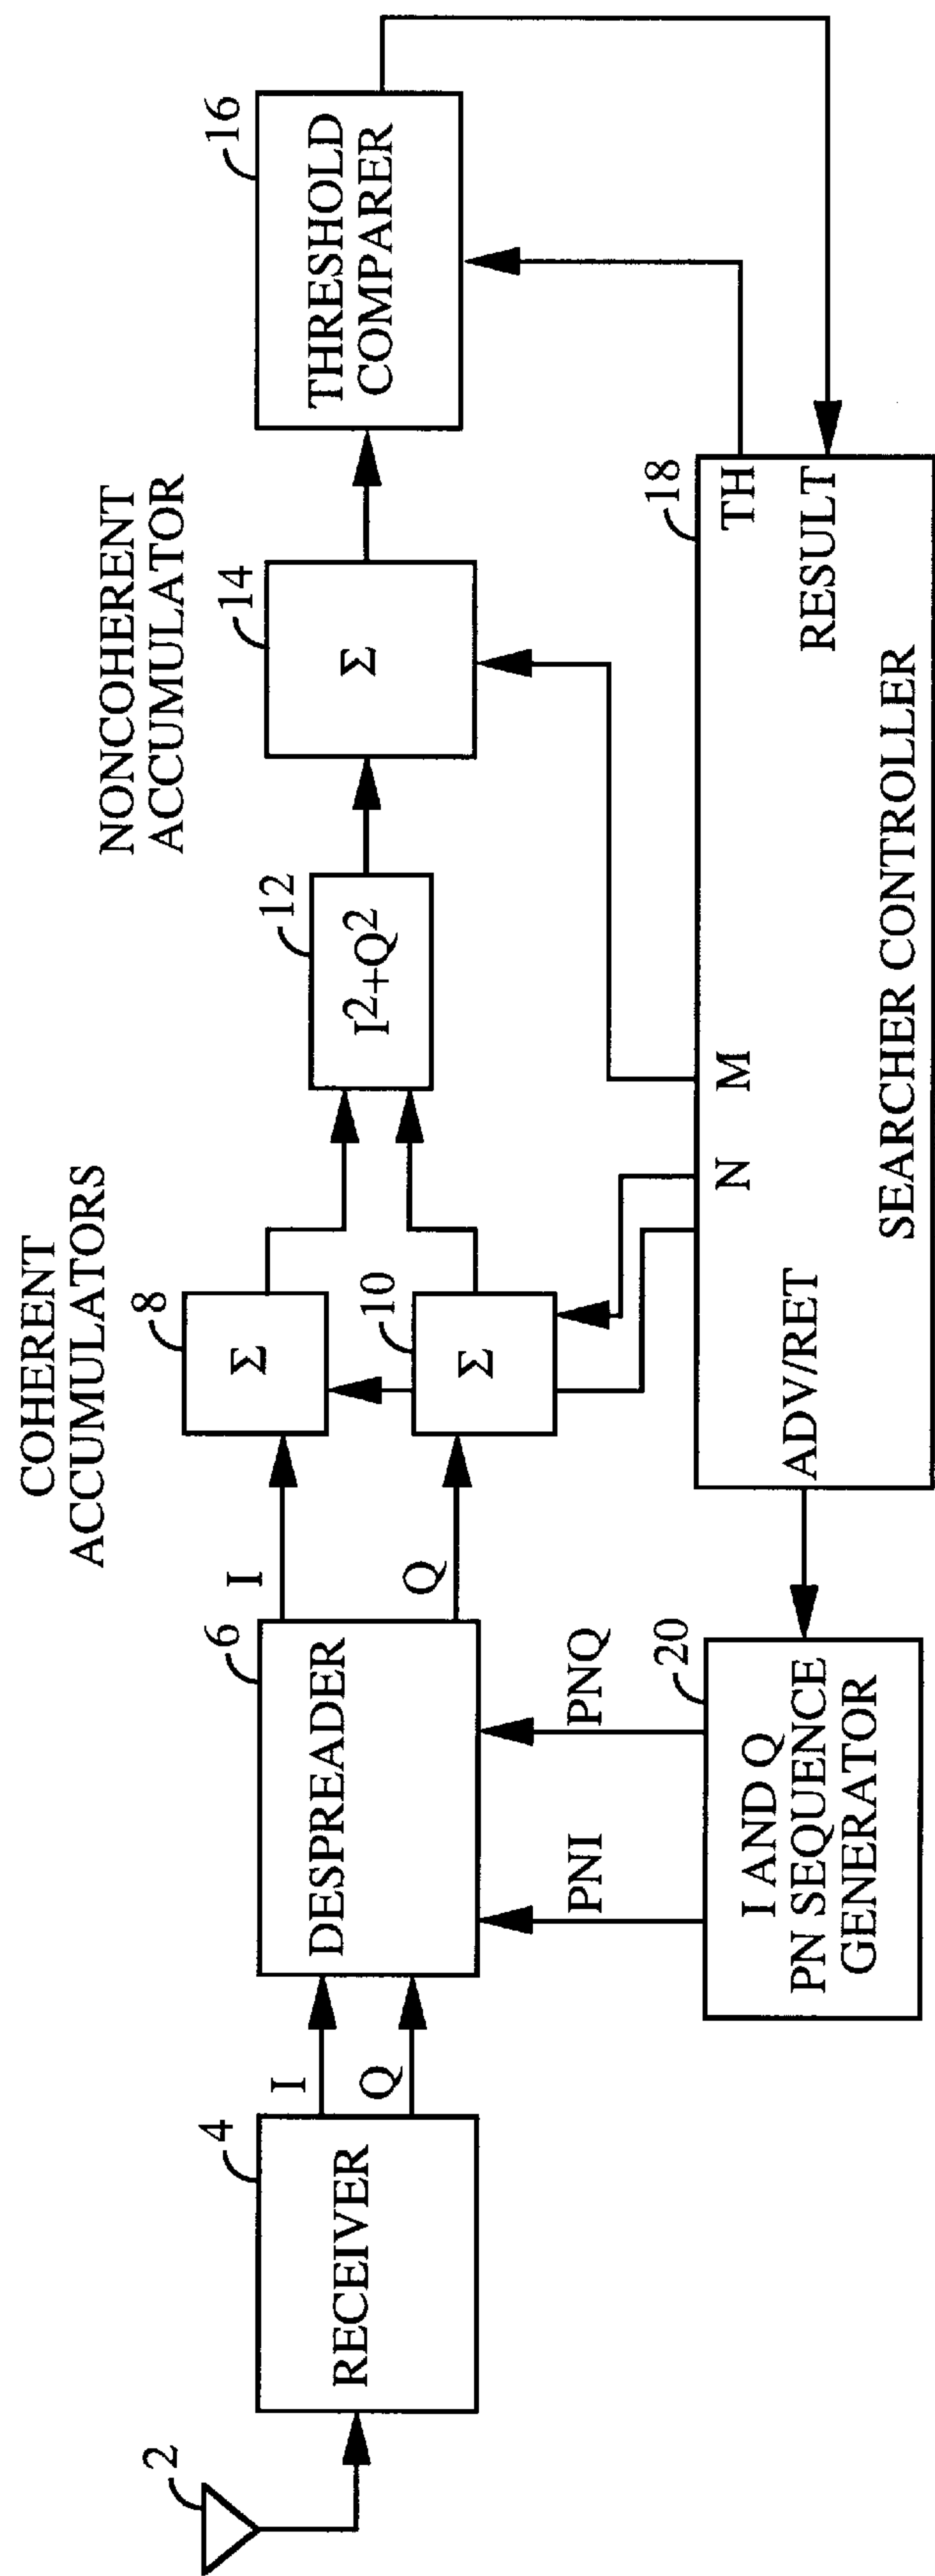 COHERENT
ACCUMULATORS
NONCOHERENT
ACCUMULATOR
2
4
RECEIVER
I
Q
6
DESPREADER
I
Q
8
Σ
10
Σ
12
I²+Q²
14
Σ
16
THRESHOLD
COMPARER
PNI
PNQ
20
I AND Q
PN SEQUENCE
GENERATOR
18
ADV/RET
N
M
TH
RESULT
SEARCHER CONTROLLER